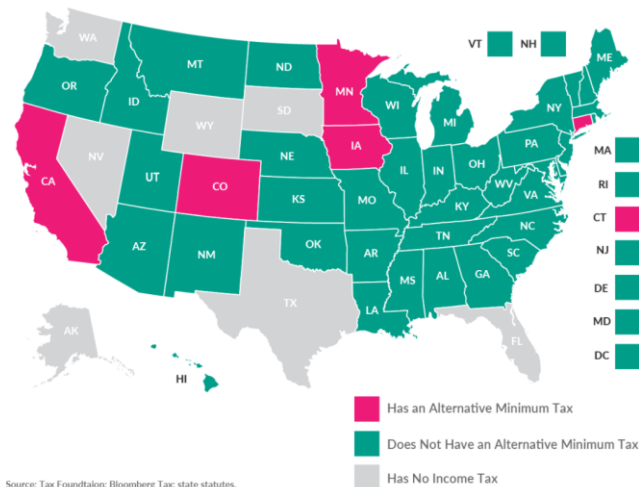 WA
VT
NH
ME
MT
ND
OR
MN
ID
SD
WI
NY
WY
MI
IA
PA
NE
MA
NV
OH
IL
IN
UT
RI
CA
CO
WV
VA
KS
MO
KY
CT
NC
TN
OK
NJ
AZ
NM
AR
SC
MS
AL
GA
DE
TX
LA
MD
AK
FL
DC
HI
Has an Alternative Minimum Tax
Does Not Have an Alternative Minimum Tax
Has No Income Tax
Source: Tax Foundtaion; Bloomberg Tax; state statutes.